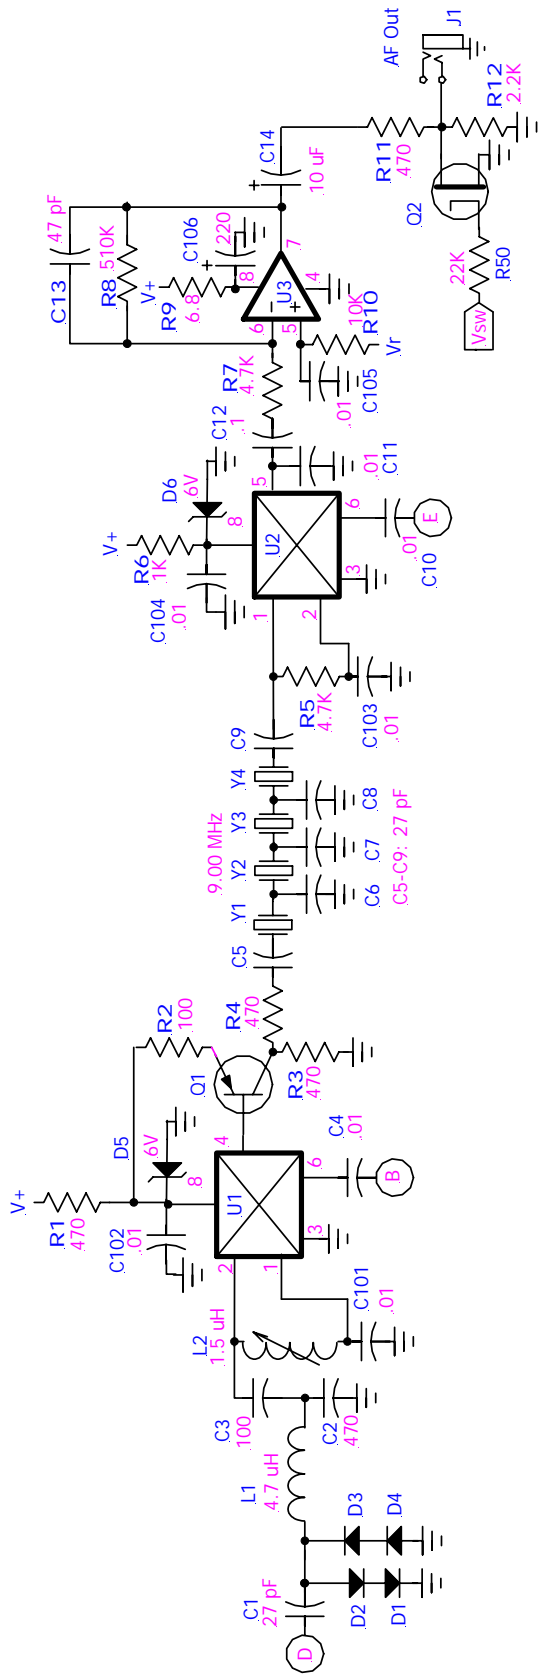 D
C1
27 pF
D2
D1
D3
D4
L1
4.7 uH
C3
100
C2
470
L2
1.5 uH
C101
.01
V+
R1
470
C102
.01
D5
6V
8
U1
2
1
3
4
6
C4
.01
B
R2
100
Q1
R3
470
R4
470
C5
Y1
Y2
Y3
Y4
9.00 MHz
C6
C7
C8
C5-C9: 27 pF
C9
R5
4.7K
C103
.01
V+
R6
1K
C104
.01
D6
6V
8
U2
1
2
3
5
6
C10
.01
E
C11
.01
C12
.1
R7
4.7K
C13
47 pF
R8
510K
V+
R9
6.8
C106
220
+
8
U3
6
5
4
7
−
+
R10
10K
Vr
C105
.01
C14
+
10 uF
R11
470
R12
2.2K
Q2
R50
22K
Vsw
AF Out
J1